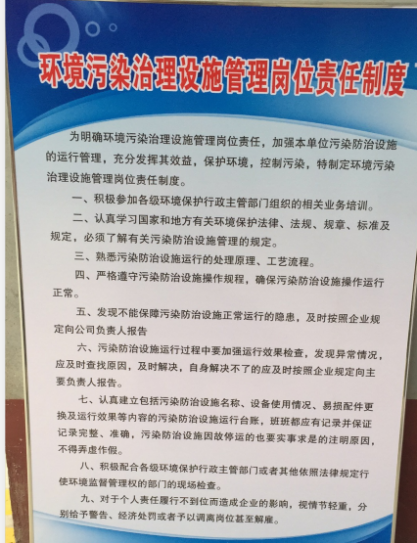 环境污染治理设施管理岗位责任制度
为明确环境污染治理设施管理岗位责任，加强本单位污染防治设施
的运行管理，充分发挥其效益，保护环境，控制污染，特制定环境污染
治理设施管理岗位责任制度。
一、积极参加各级环境保护行政主管部门组织的相关业务培训。
二、认真学习国家和地方有关环境保护法律、法规、规章、标准及
规定，必须了解有关污染防治设施管理的规定。
三、熟悉污染防治设施运行的处理原理、工艺流程。
四、严格遵守污染防治设施操作规程，确保污染防治设施操作运行
正常。
五、发现不能保障污染防治设施正常运行的隐患，及时按照企业规
定向公司负责人报告
六、污染防治设施运行过程中要加强运行效果检查，发现异常情况，
应及时查找原因，及时解决，自身解决不了的应及时按照企业规定向主
要负责人报告。
七、认真建立包括污染防治设施名称、设备使用情况、易损配件更
换及运行效果等内容的污染防治设施运行台账，班班都应有记录并保证
记录完整、准确，污染防治设施因故停运的也要实事求是的注明原因，
不得弄虚作假。
八、积极配合各级环境保护行政主管部门或者其他依照法律规定行
使环境监督管理权的部门的现场检查。
九、对于个人责任履行不到位而造成企业的影响，视情节轻重，分
别给予警告、经济处罚或者予以调离岗位甚至解雇。